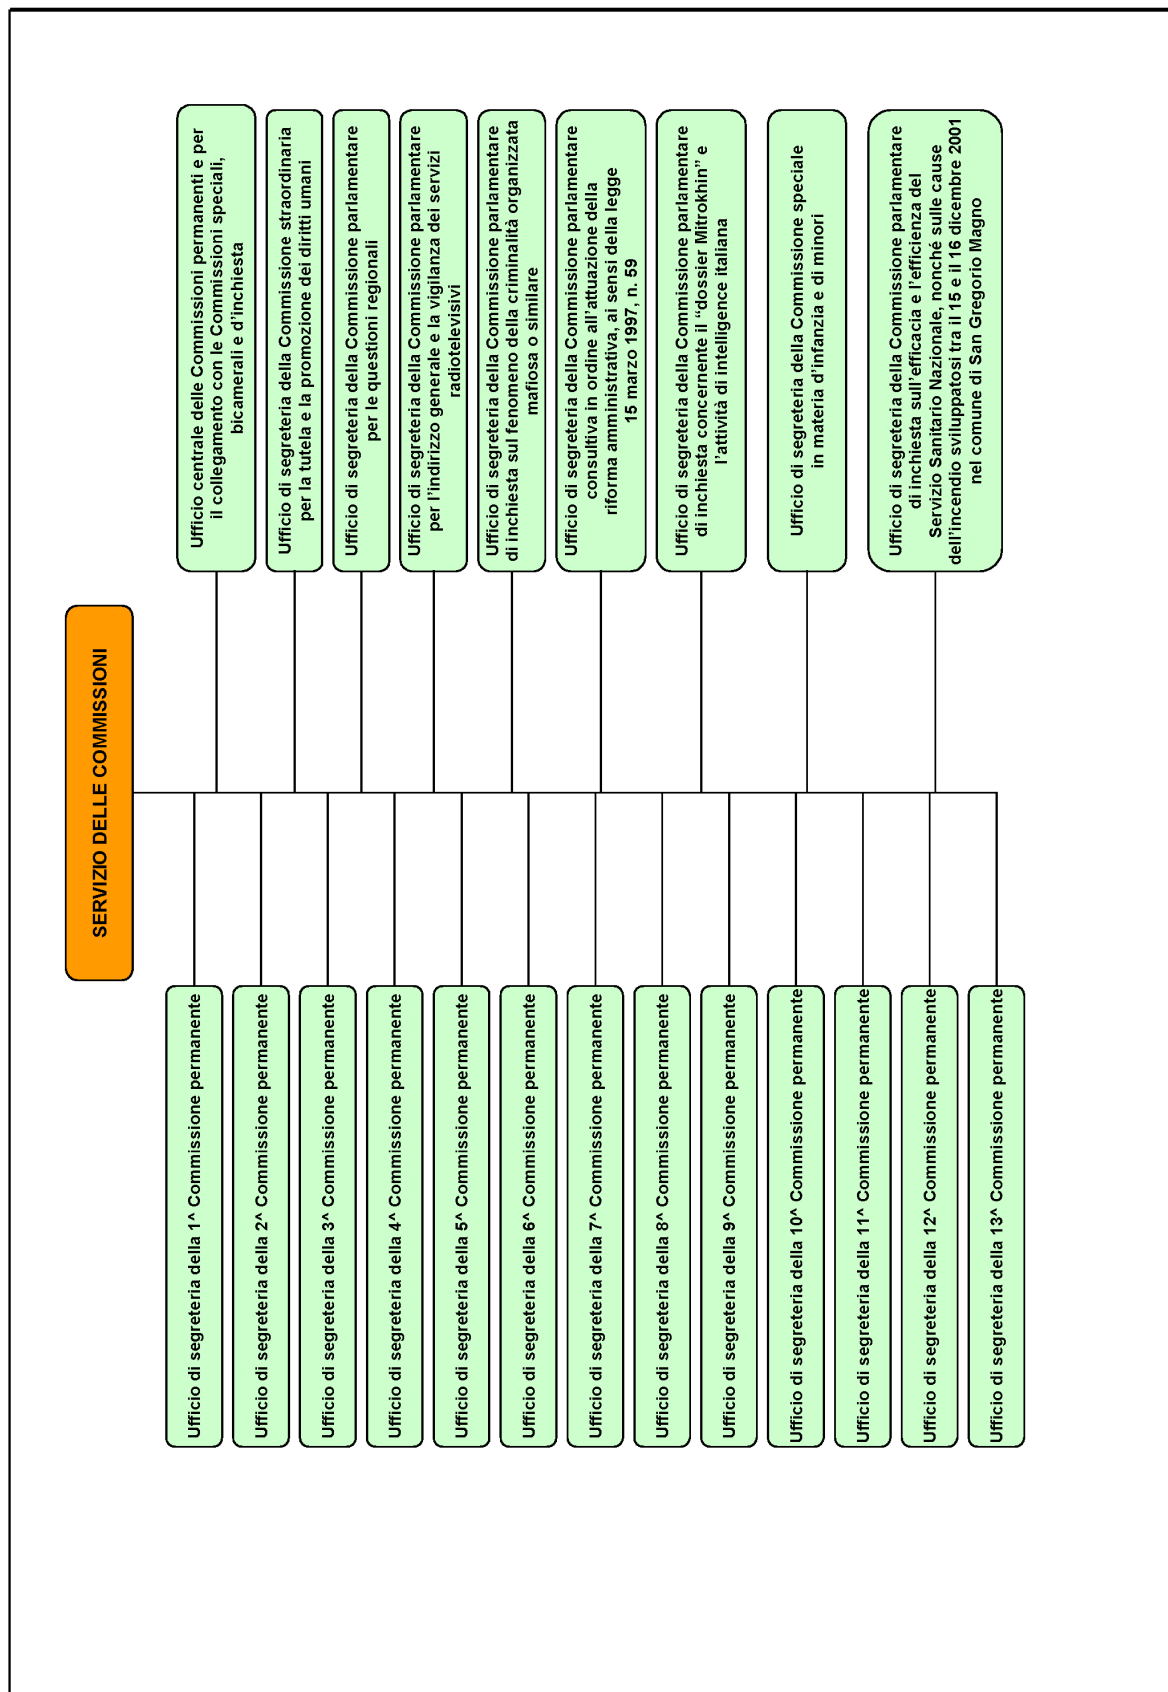 SERVIZIO DELLE COMMISSIONI
Ufficio di segreteria della 1^ Commissione permanente
Ufficio di segreteria della 2^ Commissione permanente
Ufficio di segreteria della 3^ Commissione permanente
Ufficio di segreteria della 4^ Commissione permanente
Ufficio di segreteria della 5^ Commissione permanente
Ufficio di segreteria della 6^ Commissione permanente
Ufficio di segreteria della 7^ Commissione permanente
Ufficio di segreteria della 8^ Commissione permanente
Ufficio di segreteria della 9^ Commissione permanente
Ufficio di segreteria della 10^ Commissione permanente
Ufficio di segreteria della 11^ Commissione permanente
Ufficio di segreteria della 12^ Commissione permanente
Ufficio di segreteria della 13^ Commissione permanente
Ufficio centrale delle Commissioni permanenti e per
il collegamento con le Commissioni speciali,
bicamerali e d'inchiesta
Ufficio di segreteria della Commissione straordinaria
per la tutela e la promozione dei diritti umani
Ufficio di segreteria della Commissione parlamentare
per le questioni regionali
Ufficio di segreteria della Commissione parlamentare
per l'indirizzo generale e la vigilanza dei servizi
radiotelevisivi
Ufficio di segreteria della Commissione parlamentare
di inchiesta sul fenomeno della criminalità organizzata
mafiosa o similare
Ufficio di segreteria della Commissione parlamentare
consultiva in ordine all'attuazione della
riforma amministrativa, ai sensi della legge
15 marzo 1997, n. 59
Ufficio di segreteria della Commissione parlamentare
di inchiesta concernente il “dossier Mitrokhin” e
l'attività di intelligence italiana
Ufficio di segreteria della Commissione speciale
in materia d'infanzia e di minori
Ufficio di segreteria della Commissione parlamentare
di inchiesta sull'efficacia e l'efficienza del
Servizio Sanitario Nazionale, nonché sulle cause
dell'incendio sviluppatosi tra il 15 e il 16 dicembre 2001
nel comune di San Gregorio Magno